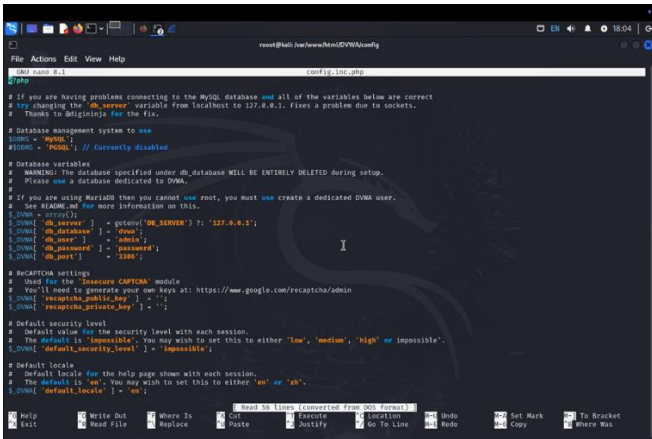 EN 18:04
root@kali: /var/www/html/DVWA/config
File Actions Edit View Help
GNU nano 8.1 config.inc.php
<?php
# If you are having problems connecting to the MySQL database and all of the variables below are correct
# try changing the 'db_server' variable from localhost to 127.0.0.1. Fixes a problem due to sockets.
#   Thanks to @digininja for the fix.
# Database management system to use
$DBMS = 'MySQL';
#$DBMS = 'PGSQL'; // Currently disabled
# Database variables
#   WARNING: The database specified under db_database WILL BE ENTIRELY DELETED during setup.
#   Please use a database dedicated to DVWA.
#
# If you are using MariaDB then you cannot use root, you must use create a dedicated DVWA user.
#   See README.md for more information on this.
$_DVWA = array();
$_DVWA[ 'db_server' ]   = getenv('DB_SERVER') ?: '127.0.0.1';
$_DVWA[ 'db_database' ] = 'dvwa';
$_DVWA[ 'db_user' ]     = 'admin';
$_DVWA[ 'db_password' ] = 'password';
$_DVWA[ 'db_port']      = '3306';
# ReCAPTCHA settings
#   Used for the 'Insecure CAPTCHA' module
#   You'll need to generate your own keys at: https://www.google.com/recaptcha/admin
$_DVWA[ 'recaptcha_public_key' ]  = '';
$_DVWA[ 'recaptcha_private_key' ] = '';
# Default security level
#   Default value for the security level with each session.
#   The default is 'impossible'. You may wish to set this to either 'low', 'medium', 'high' or impossible'.
$_DVWA[ 'default_security_level' ] = 'impossible';
# Default locale
#   Default locale for the help page shown with each session.
#   The default is 'en'. You may wish to set this to either 'en' or 'zh'.
$_DVWA[ 'default_locale' ] = 'en';
[ Read 56 lines (converted from DOS format) ]
^G Help ^O Write Out ^F Where Is ^K Cut ^T Execute ^C Location M-U Undo M-A Set Mark M-] To Bracket
^X Exit ^R Read File ^\ Replace ^U Paste ^J Justify ^/ Go To Line M-E Redo M-6 Copy ^B Where Was